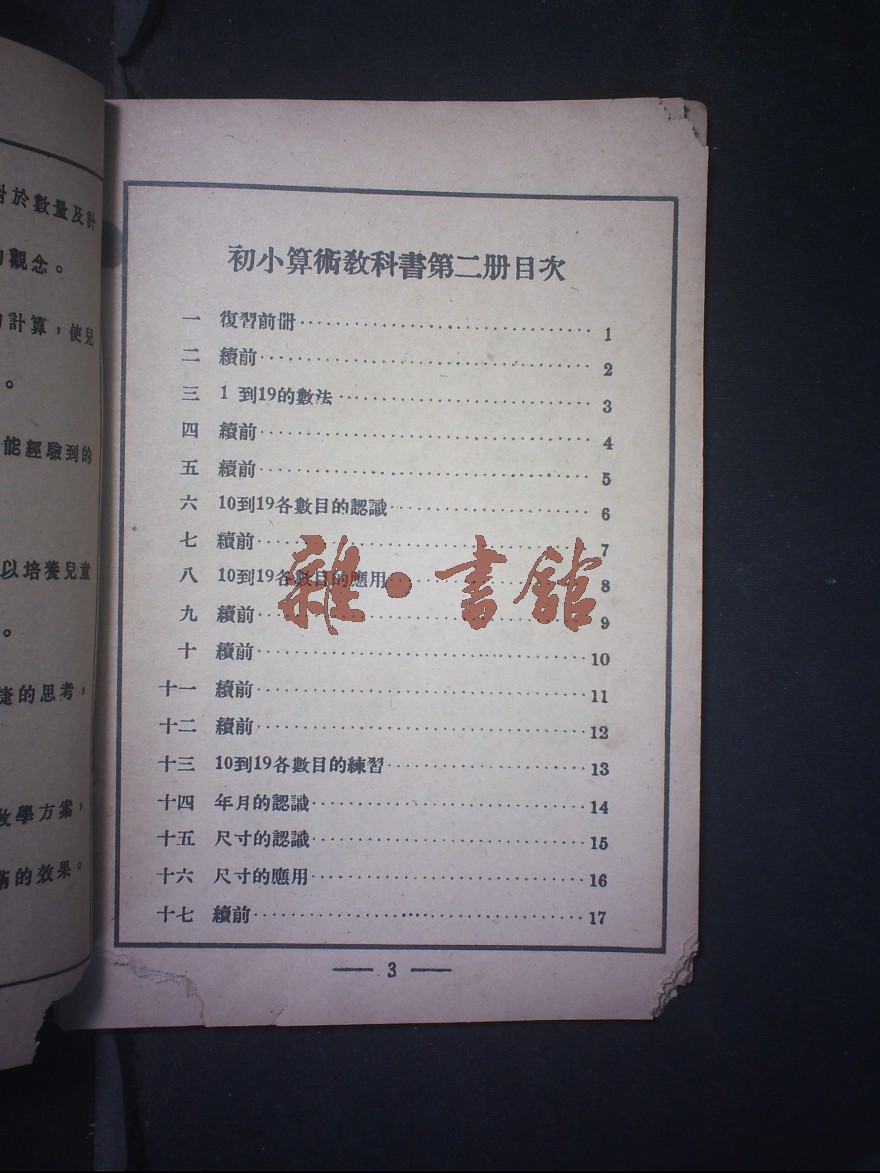 對於數量及計
的觀念。
的計算，使兒
。
能經驗到的
以培養兒童
。
捷的思考，
教學方案，
滿的效果。
初小算術教科書第二册目次
一 復習前册 1
二 續前 2
三 1到19的數法 3
四 續前 4
五 續前 5
六 10到19各數目的認識 6
七 續前 7
八 10到19各數目的應用 8
九 續前 9
十 續前 10
十一 續前 11
十二 續前 12
十三 10到19各數目的練習 13
十四 年月的認識 14
十五 尺寸的認識 15
十六 尺寸的應用 16
十七 續前 17
— 3 —
雜·書館